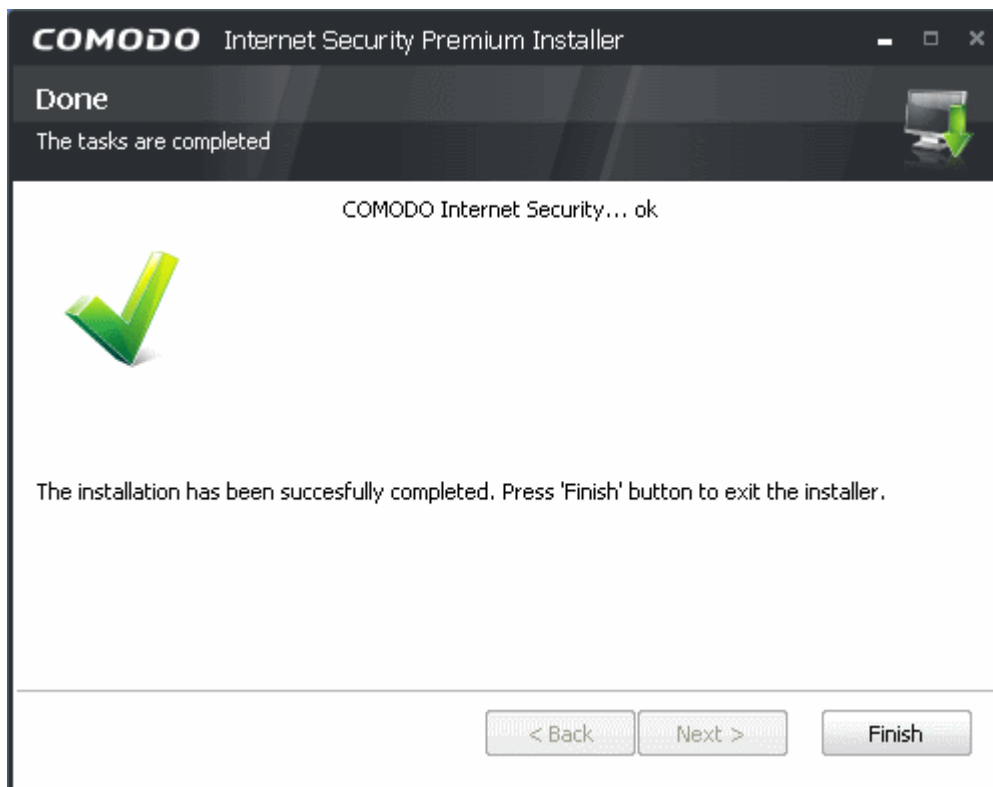 COMODO Internet Security Premium Installer
Done
The tasks are completed
COMODO Internet Security... ok
The installation has been succesfully completed. Press 'Finish' button to exit the installer.
< Back Next > Finish